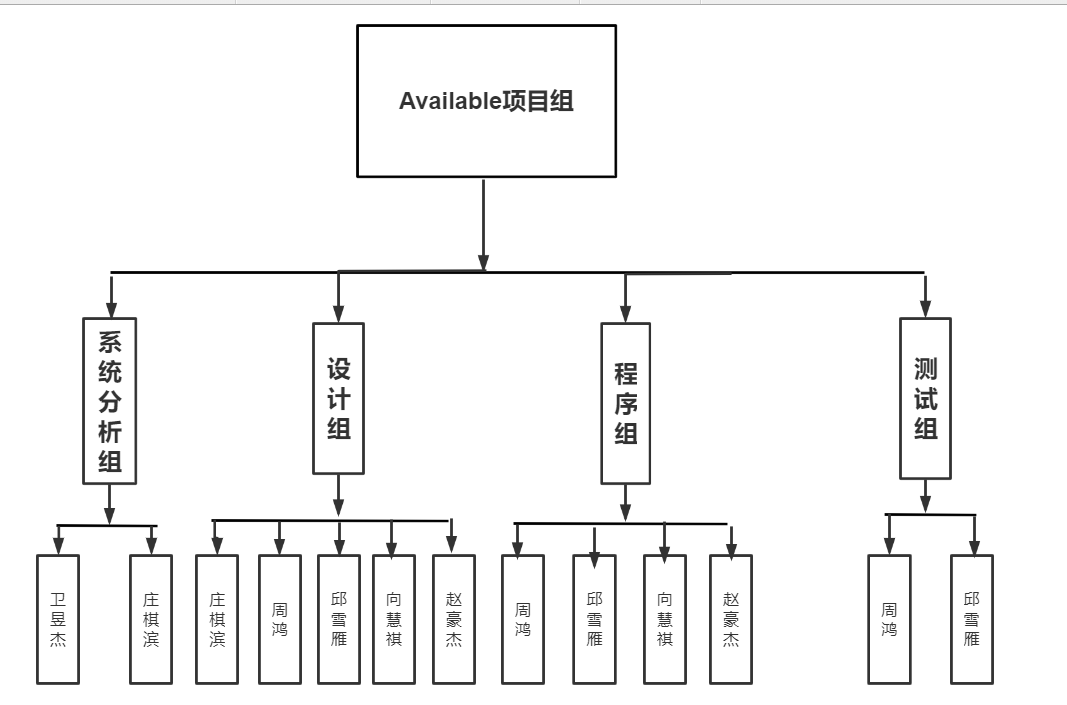 Available项目组
系统分析组
设计组
程序组
测试组
卫昱杰
庄棋滨
庄棋滨
周鸿
邱雪雁
向慧祺
赵豪杰
周鸿
邱雪雁
向慧祺
赵豪杰
周鸿
邱雪雁